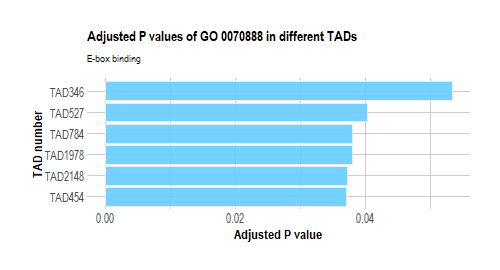 Adjusted P values of GO 0070888 in different TADs
E-box binding
TAD number
TAD346
TAD527
TAD784
TAD1978
TAD2148
TAD454
0.00 0.02 0.04
Adjusted P value